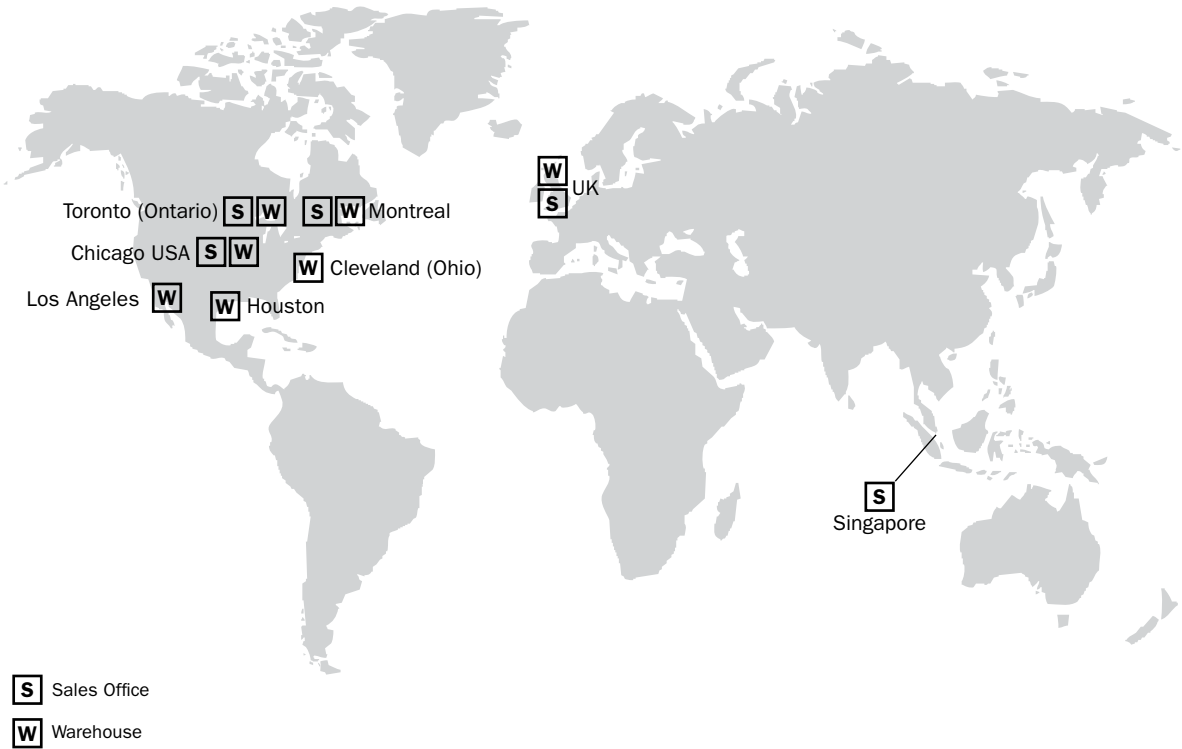 W
UK
S
Toronto (Ontario) S W S W Montreal
Chicago USA S W
W Cleveland (Ohio)
Los Angeles W
W Houston
S
Singapore
S Sales Office
W Warehouse